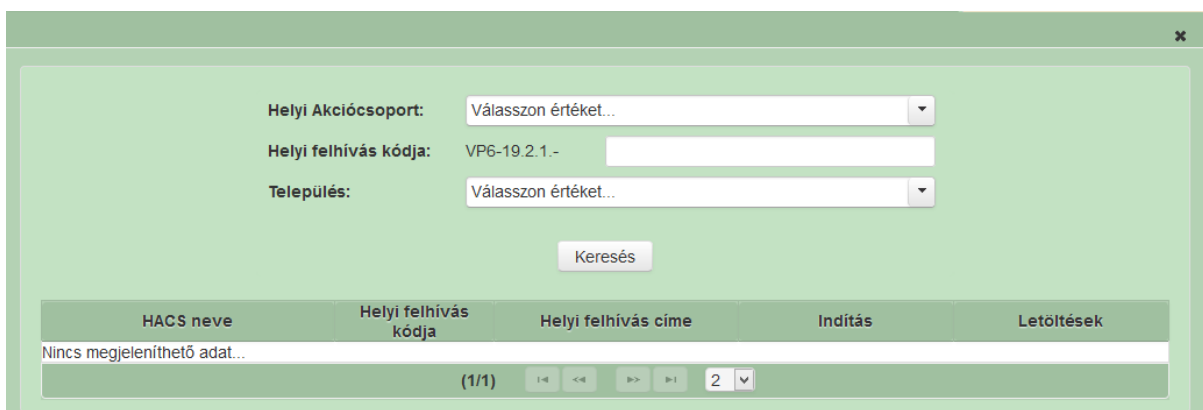 Helyi Akciócsoport: Válasszon értéket...
Helyi felhívás kódja: VP6-19.2.1.-
Település: Válasszon értéket...
Keresés
HACS neve Helyi felhívás kódja Helyi felhívás címe Indítás Letöltések
Nincs megjeleníthető adat...
(1/1) 2